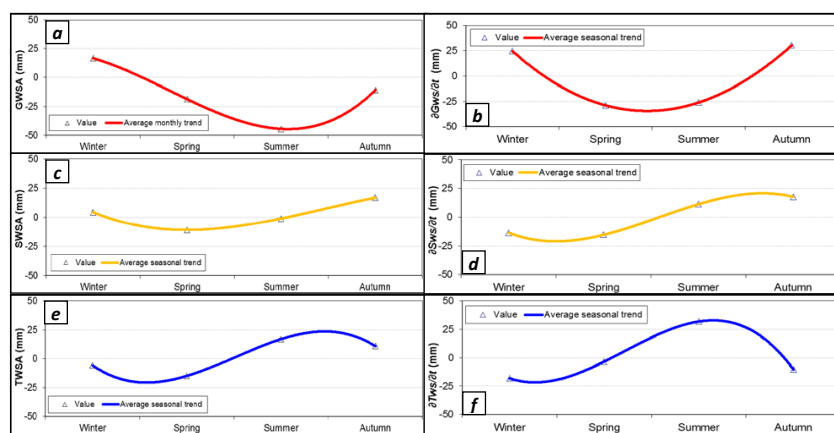 a
50
25
0
-25
-50
GWSA (mm)
Value
Average monthly trend
Winter
Spring
Summer
Autumn
b
50
25
0
-25
-50
∂Gws/∂t (mm)
Value
Average seasonal trend
Winter
Spring
Summer
Autumn
c
50
25
0
-25
-50
SWSA (mm)
Value
Average seasonal trend
Winter
Spring
Summer
Autumn
d
50
25
0
-25
-50
∂Sws/∂t (mm)
Value
Average seasonal trend
Winter
Spring
Summer
Autumn
e
50
25
0
-25
-50
TWSA (mm)
Value
Average seasonal trend
Winter
Spring
Summer
Autumn
f
50
25
0
-25
-50
∂Tws/∂t (mm)
Value
Average seasonal trend
Winter
Spring
Summer
Autumn